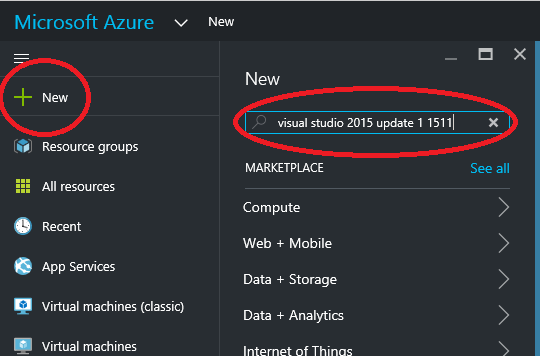 Microsoft Azure New
New
New
visual studio 2015 update 1 1511
MARKETPLACE See all
Resource groups
All resources
Recent
App Services
Virtual machines (classic)
Virtual machines
Compute
Web + Mobile
Data + Storage
Data + Analytics
Internet of Things